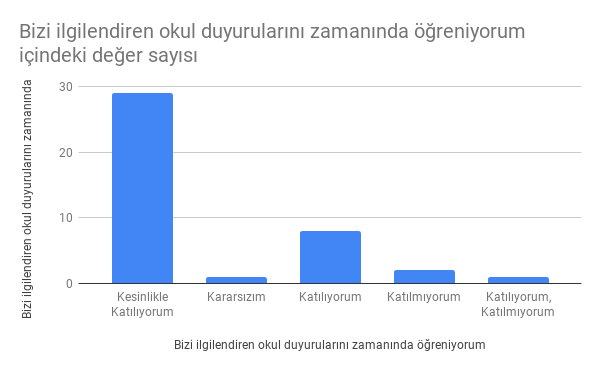 Bizi ilgilendiren okul duyurularını zamanında öğreniyorum
içindeki değer sayısı
Bizi ilgilendiren okul duyurularını zamanında
30
20
10
0
Kesinlikle
Katılıyorum
Kararsızım
Katılıyorum
Katılmıyorum
Katılıyorum,
Katılmıyorum
Bizi ilgilendiren okul duyurularını zamanında öğreniyorum